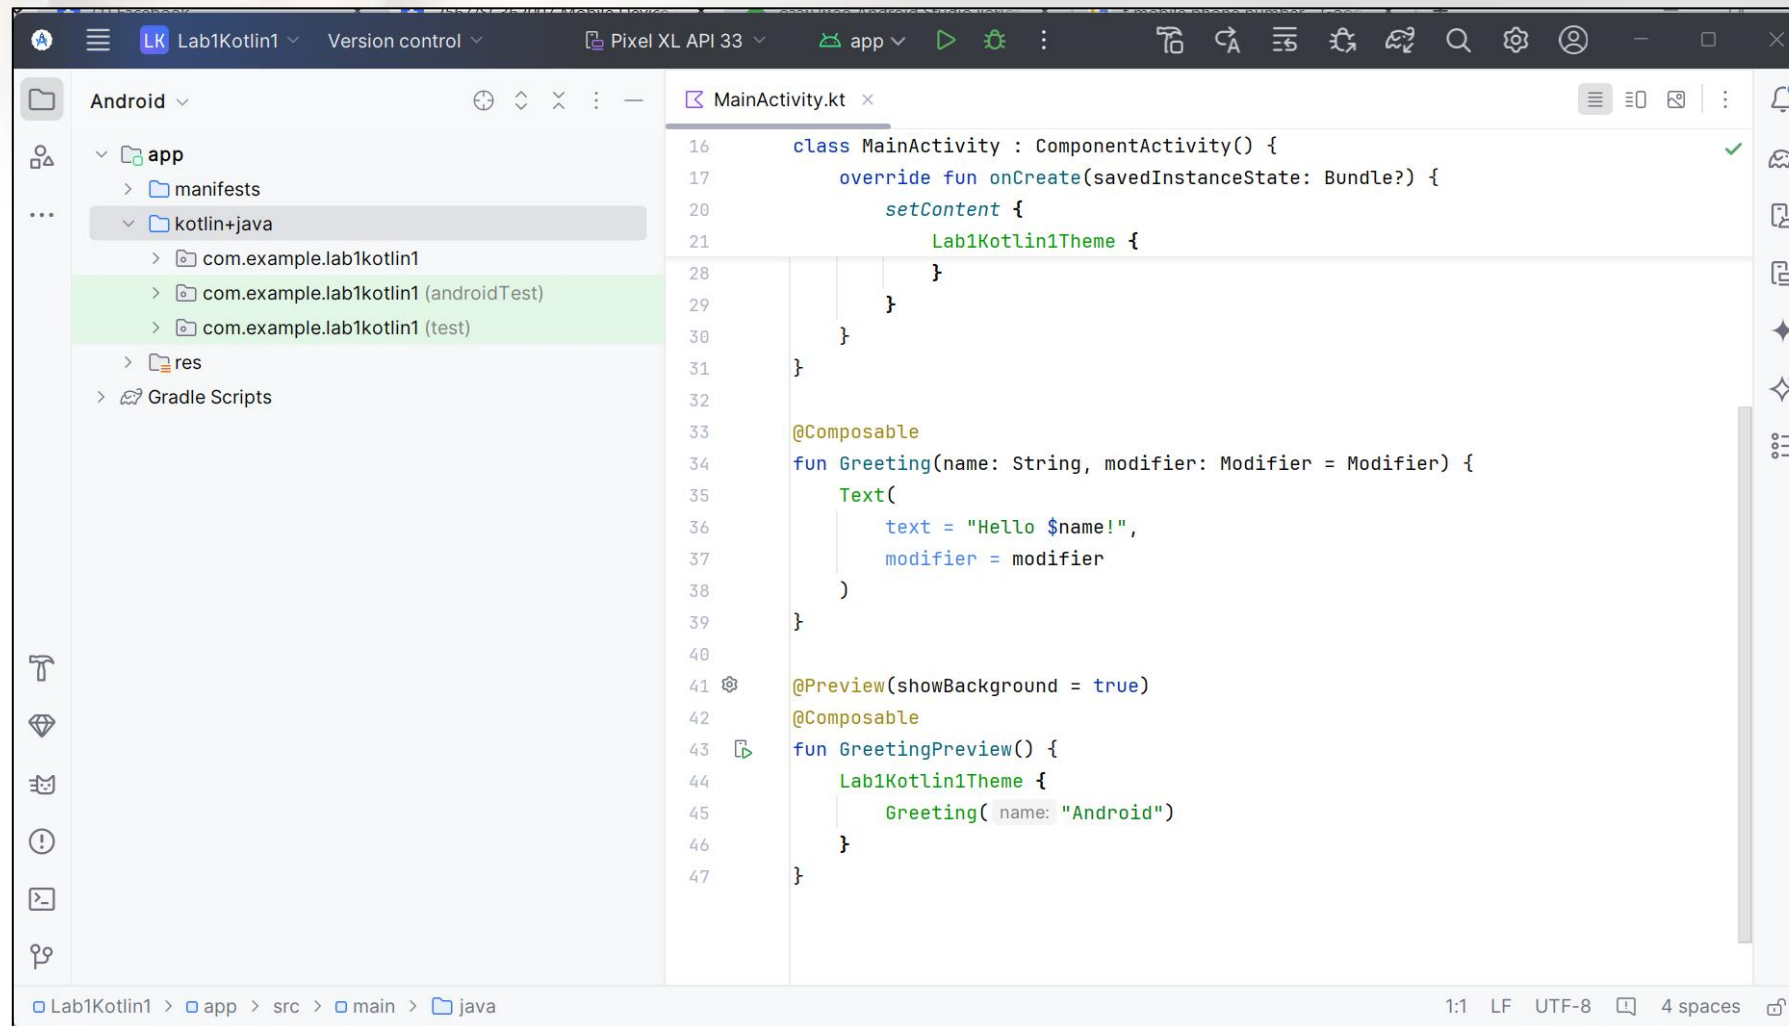 LK Lab1Kotlin1 Version control Pixel XL API 33 app
Android
app
manifests
kotlin+java
com.example.lab1kotlin1
com.example.lab1kotlin1 (androidTest)
com.example.lab1kotlin1 (test)
res
Gradle Scripts
MainActivity.kt
16 class MainActivity : ComponentActivity() {
17 override fun onCreate(savedInstanceState: Bundle?) {
20 setContent {
21 Lab1Kotlin1Theme {
28 }
29 }
30 }
31 }
32
33 @Composable
34 fun Greeting(name: String, modifier: Modifier = Modifier) {
35 Text(
36 text = "Hello $name!",
37 modifier = modifier
38 )
39 }
40
41 @Preview(showBackground = true)
42 @Composable
43 fun GreetingPreview() {
44 Lab1Kotlin1Theme {
45 Greeting( name: "Android")
46 }
47 }
Lab1Kotlin1 > app > src > main > java
1:1 LF UTF-8 4 spaces